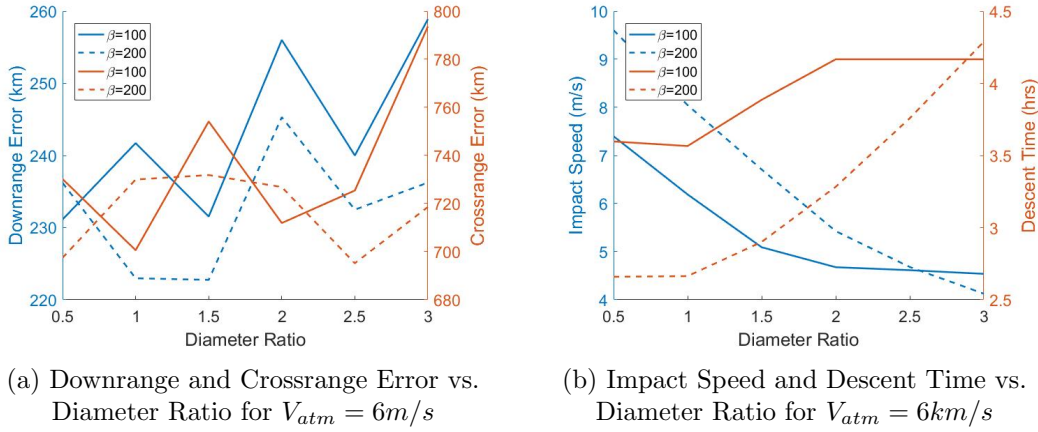 260
250
240
230
220
Downrange Error (km)
β=100
β=200
β=100
β=200
800
780
760
740
720
700
680
Crossrange Error (km)
0.5 1 1.5 2 2.5 3
Diameter Ratio
10
9
8
7
6
5
4
Impact Speed (m/s)
β=100
β=200
β=100
β=200
4.5
4
3.5
3
2.5
Descent Time (hrs)
0.5 1 1.5 2 2.5 3
Diameter Ratio
(a) Downrange and Crossrange Error vs.
Diameter Ratio for V_atm = 6m/s
(b) Impact Speed and Descent Time vs.
Diameter Ratio for V_atm = 6km/s